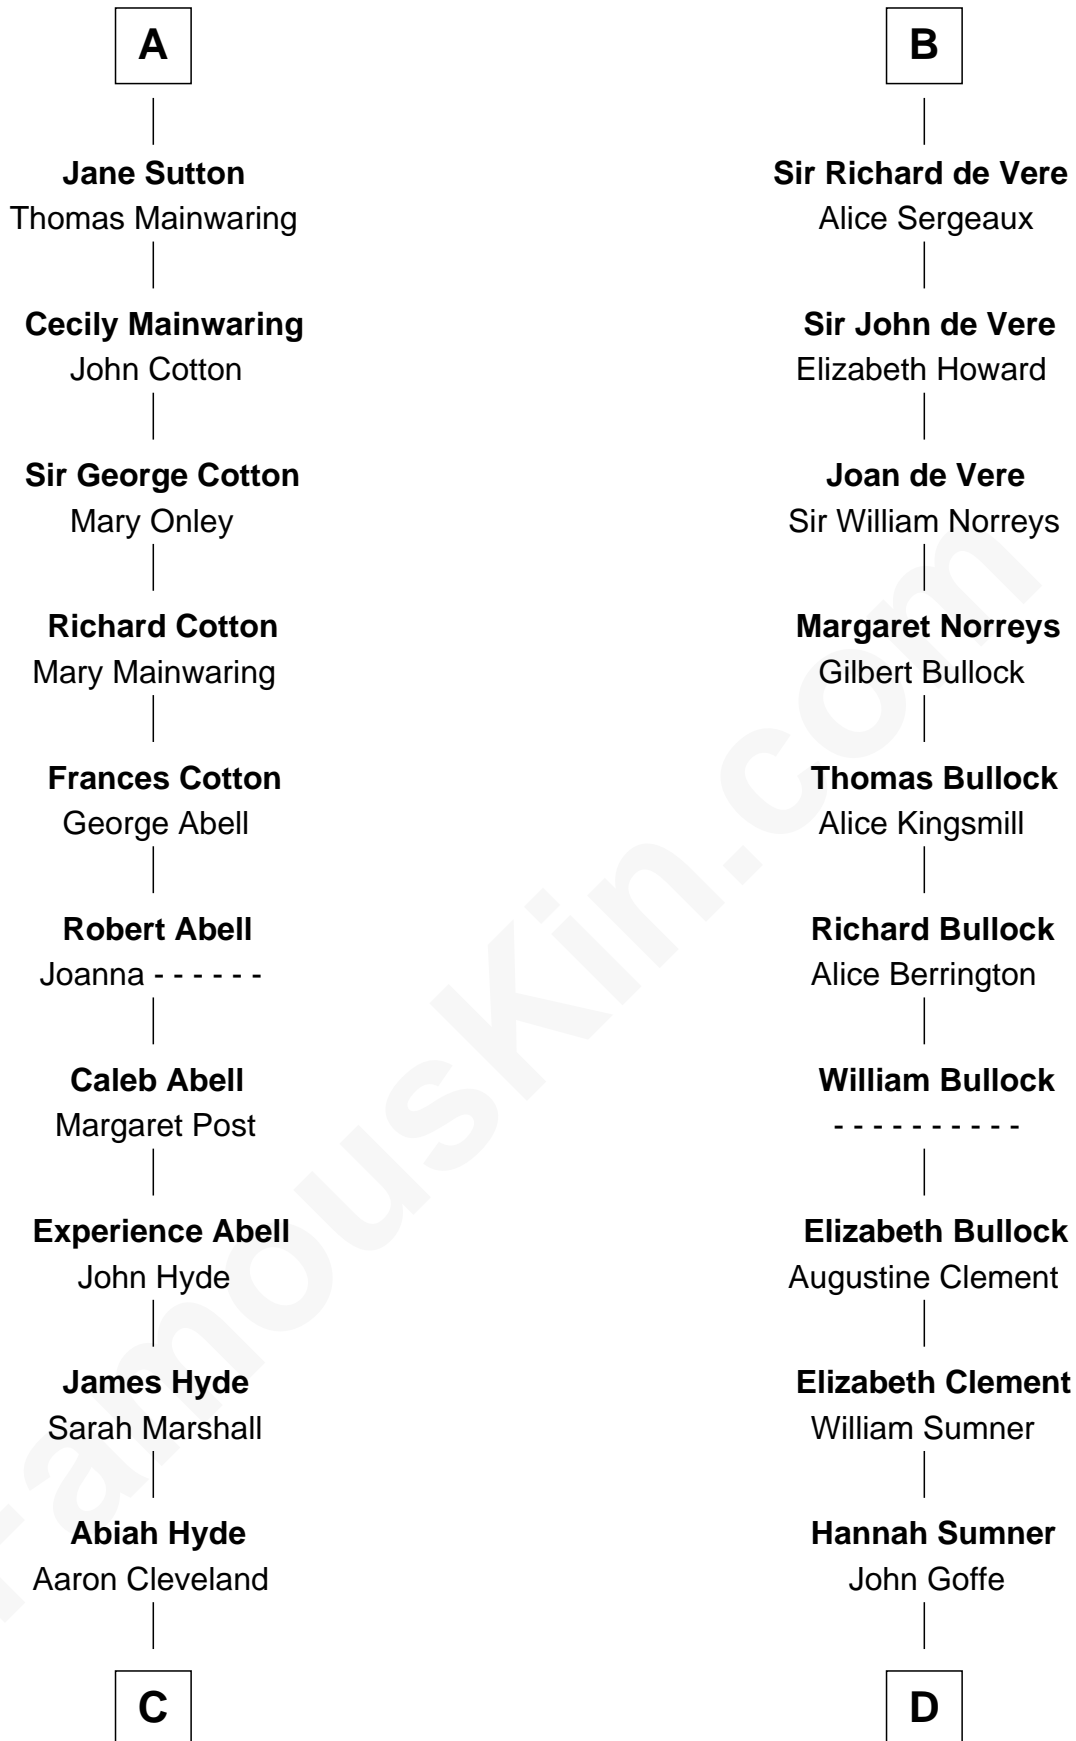 A
Jane Sutton
Thomas Mainwaring
Cecily Mainwaring
John Cotton
Sir George Cotton
Mary Onley
Richard Cotton
Mary Mainwaring
Frances Cotton
George Abell
Robert Abell
Joanna - - - - - -
Caleb Abell
Margaret Post
Experience Abell
John Hyde
James Hyde
Sarah Marshall
Abiah Hyde
Aaron Cleveland
C
B
Sir Richard de Vere
Alice Sergeaux
Sir John de Vere
Elizabeth Howard
Joan de Vere
Sir William Norreys
Margaret Norreys
Gilbert Bullock
Thomas Bullock
Alice Kingsmill
Richard Bullock
Alice Berrington
William Bullock
- - - - - - - - - -
Elizabeth Bullock
Augustine Clement
Elizabeth Clement
William Sumner
Hannah Sumner
John Goffe
D
FamousKin.com